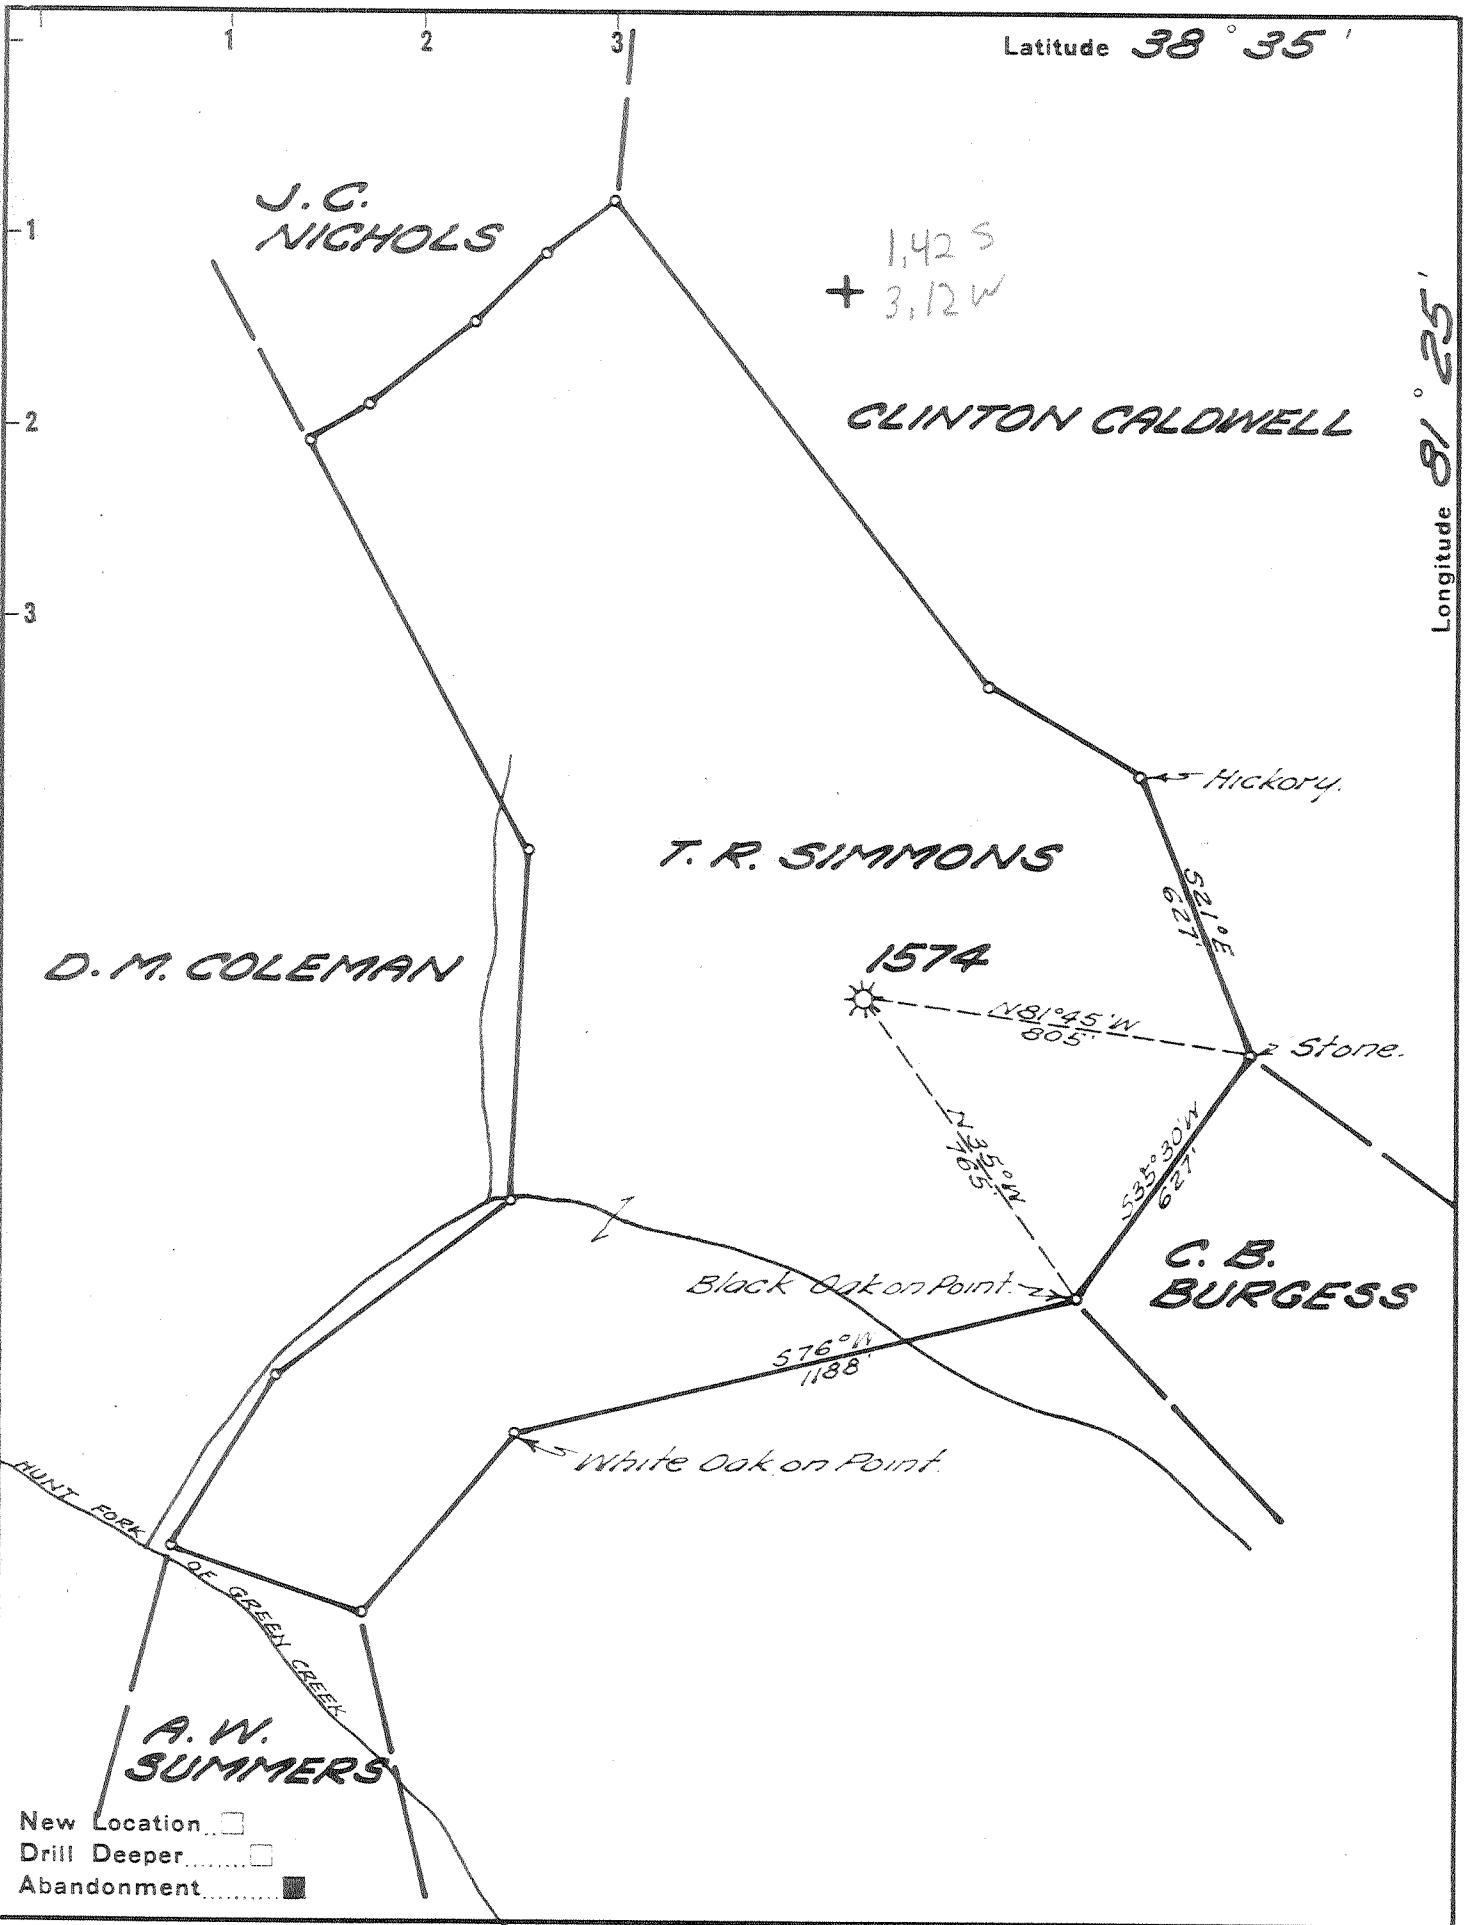 1 2 3
Latitude 38° 35'
J. C.
NICHOLS
1
1.42 S
3.12 W
Longitude 81° 25'
2
CLINTON CALDWELL
3
Hickory.
T. R. SIMMONS
S21°E
627'
D. M. COLEMAN
1574
N81°45'W
805'
Stone.
N35°W
765'
S35°30'W
627'
C. B.
BURGESS
Black Oak on Point.
S76°W
1188'
White Oak on Point.
HUNT FORK OF GREEN CREEK
A. W.
SUMMERS
New Location
Drill Deeper
Abandonment